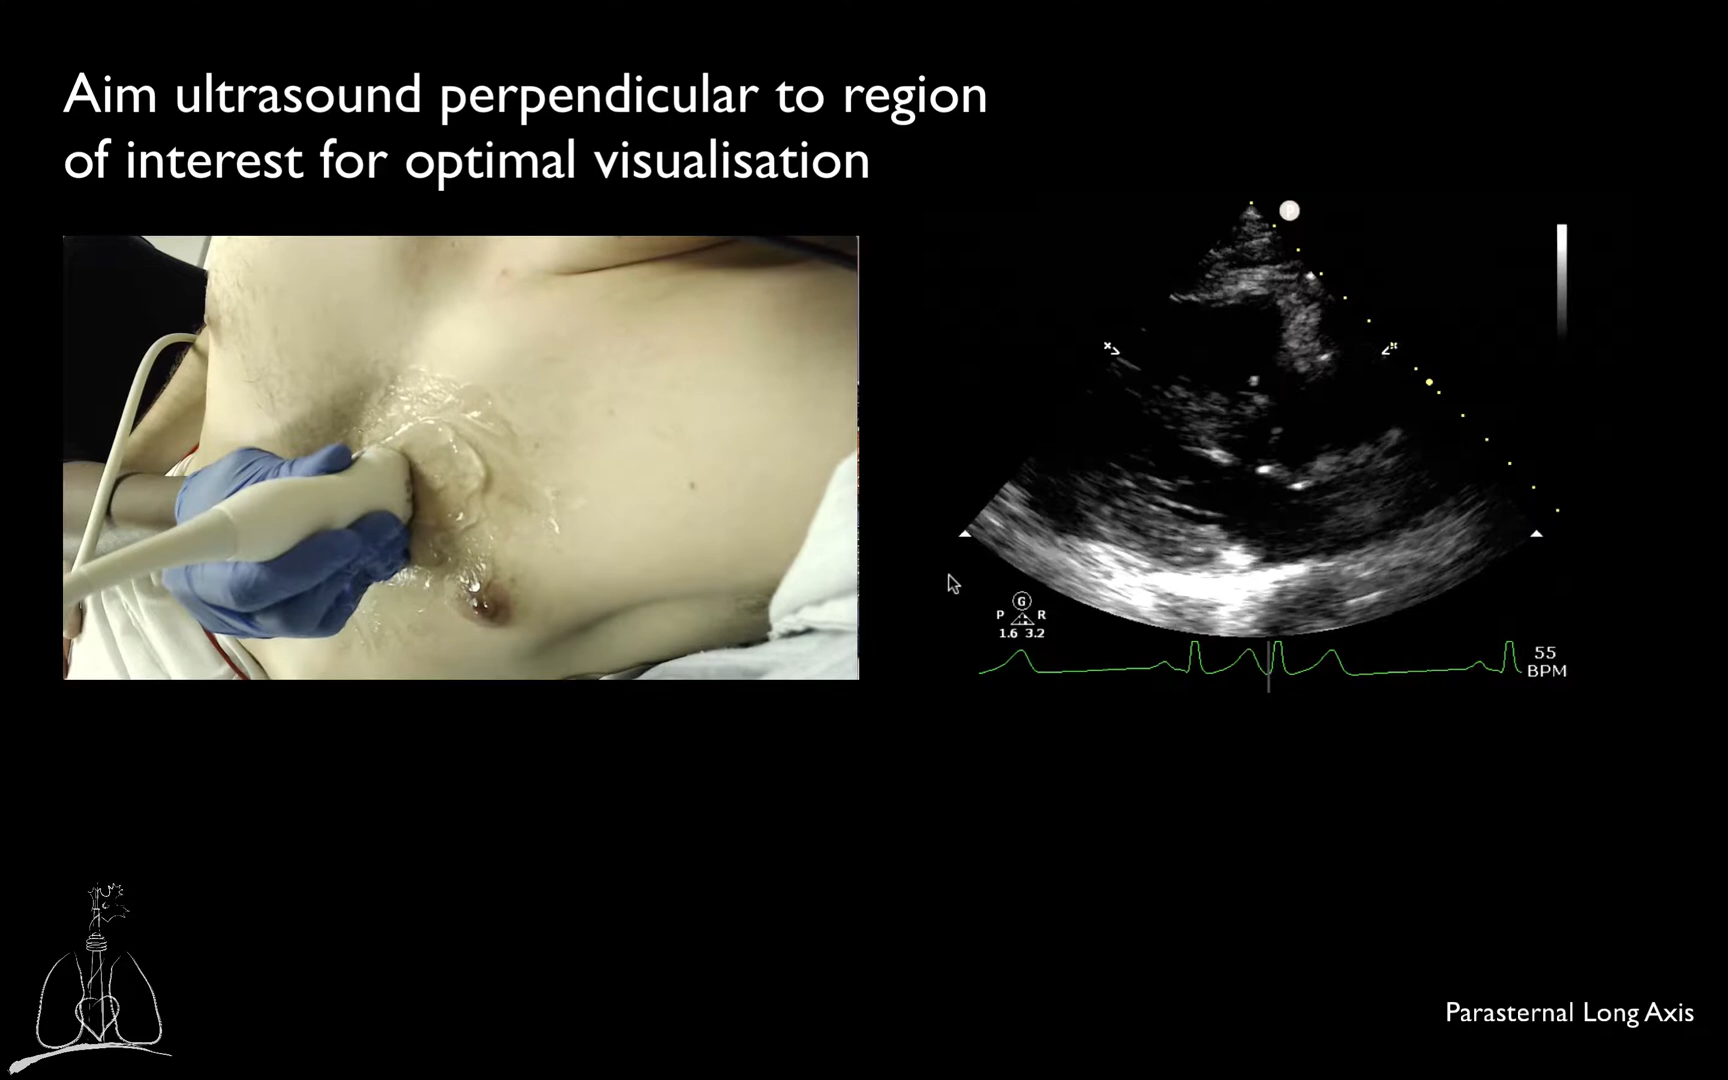 Aim ultrasound perpendicular to region
of interest for optimal visualisation
P
G
P R
1.6 3.2
55
BPM
Parasternal Long Axis